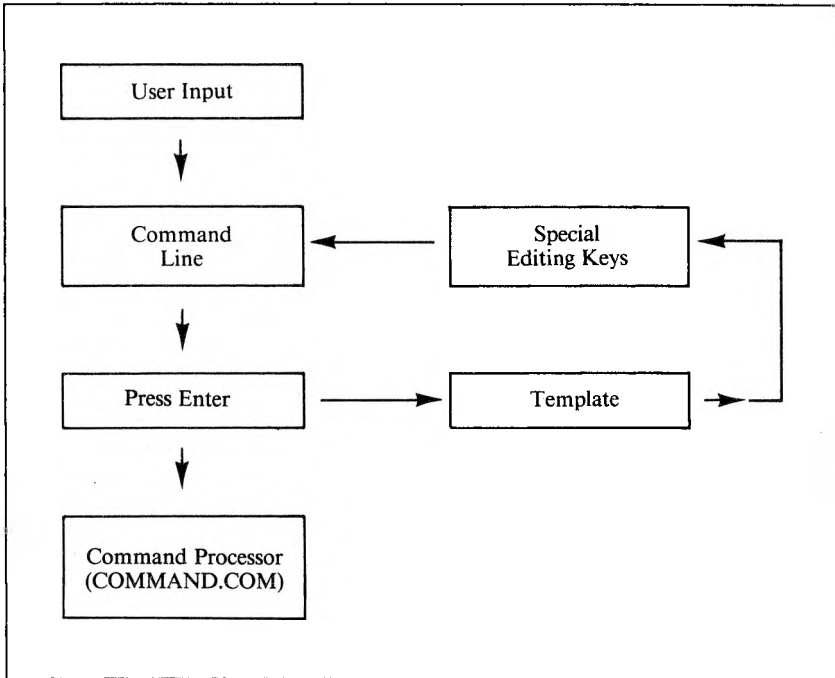 User Input
Command
Line
Special
Editing Keys
Press Enter
Template
Command Processor
(COMMAND.COM)